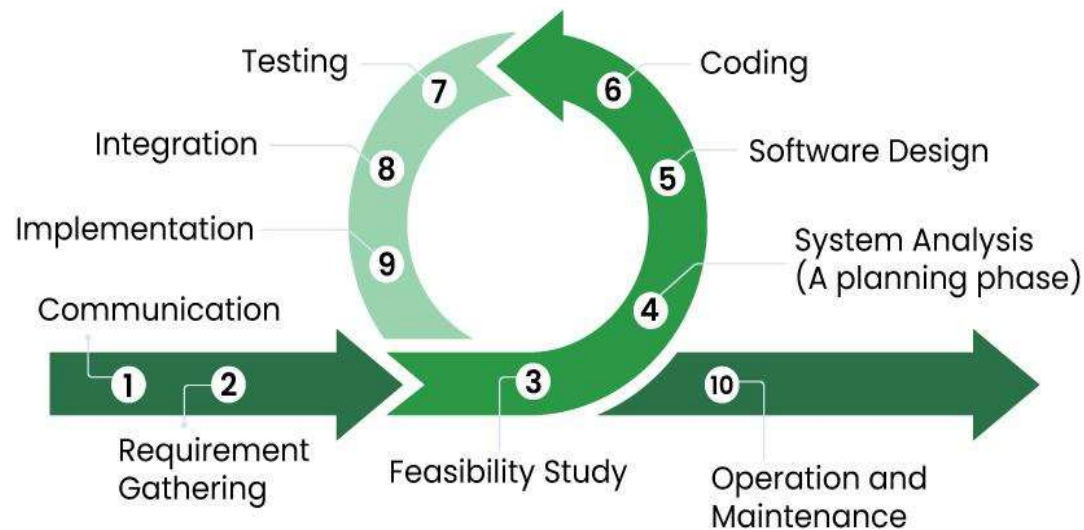 Testing
7
6
Coding
Integration
8
5
Software Design
Implementation
9
4
System Analysis
(A planning phase)
Communication
1
2
3
10
Requirement
Gathering
Feasibility Study
Operation and
Maintenance